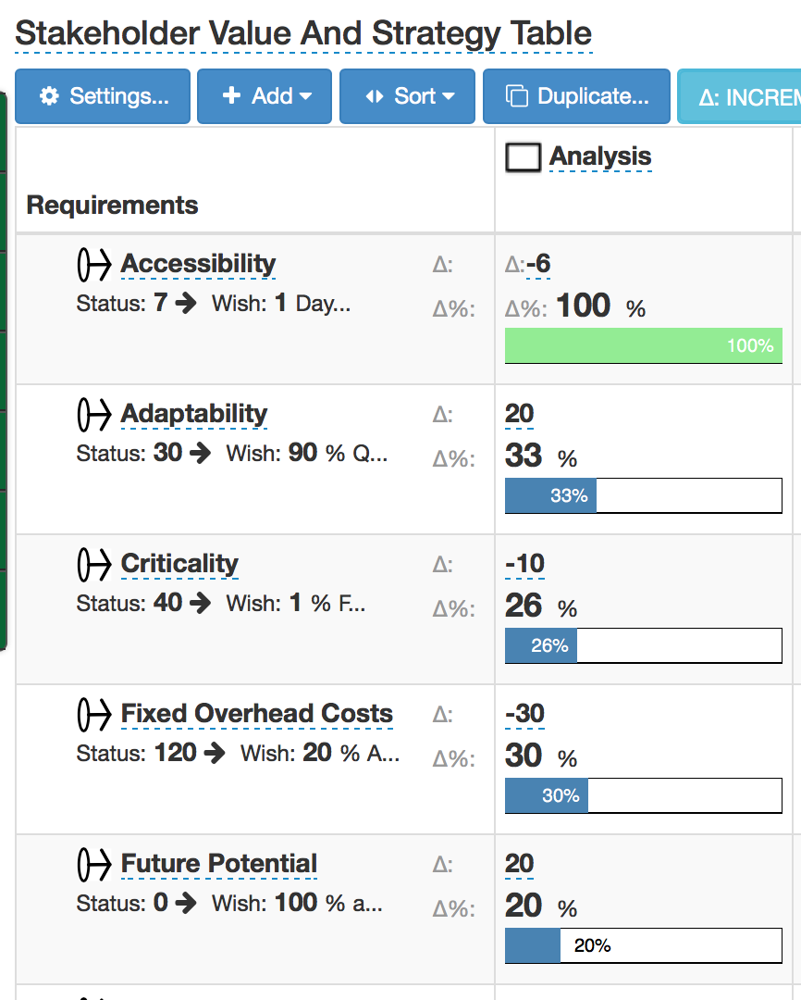 Stakeholder Value And Strategy Table
Settings... Add Sort Duplicate... Δ: INCREM
Analysis
Requirements
Accessibility Δ: Δ:-6
Status: 7 Wish: 1 Day... Δ%: Δ%: 100 %
100%
Adaptability Δ: 20
Status: 30 Wish: 90 % Q... Δ%: 33 %
33%
Criticality Δ: -10
Status: 40 Wish: 1 % F... Δ%: 26 %
26%
Fixed Overhead Costs Δ: -30
Status: 120 Wish: 20 % A... Δ%: 30 %
30%
Future Potential Δ: 20
Status: 0 Wish: 100 % a... Δ%: 20 %
20%